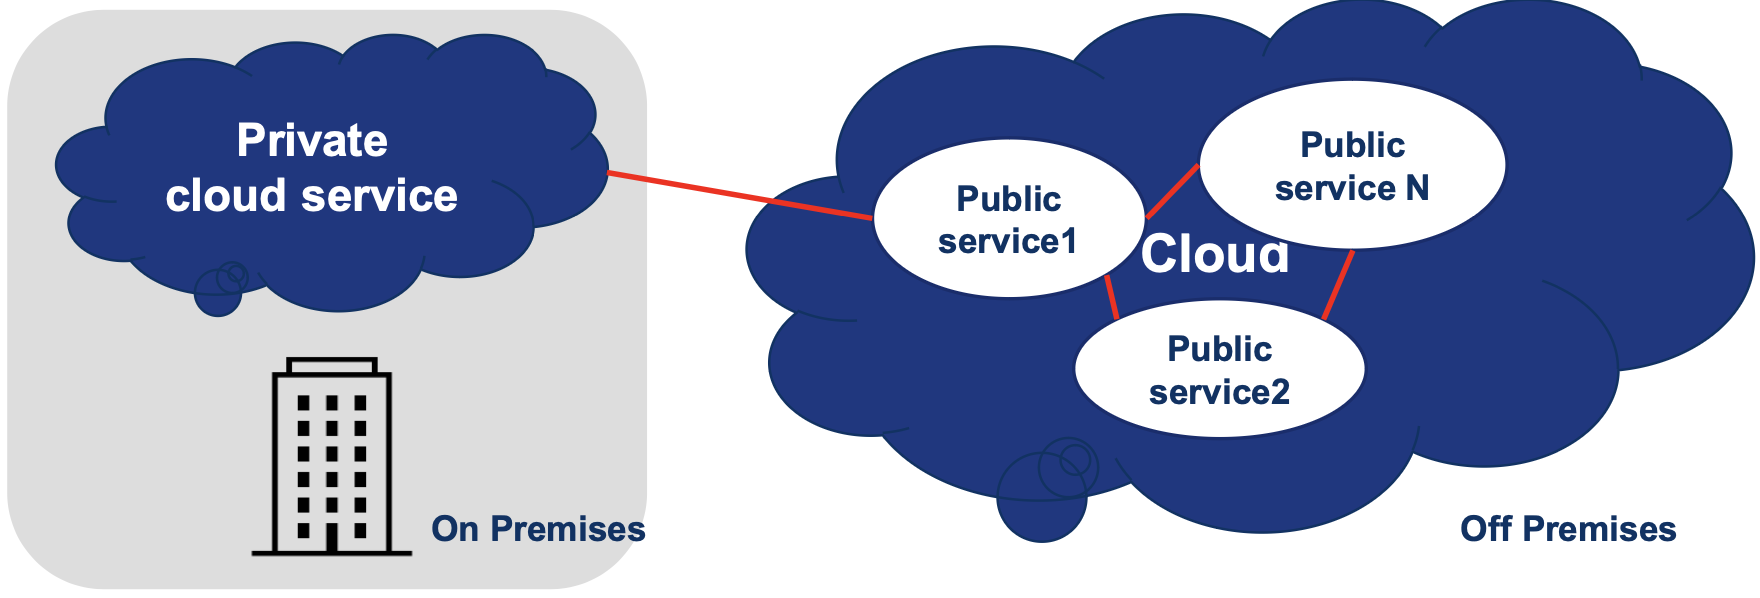 Private
cloud service
On Premises
Public
service1
Public
service N
Cloud
Public
service2
Off Premises